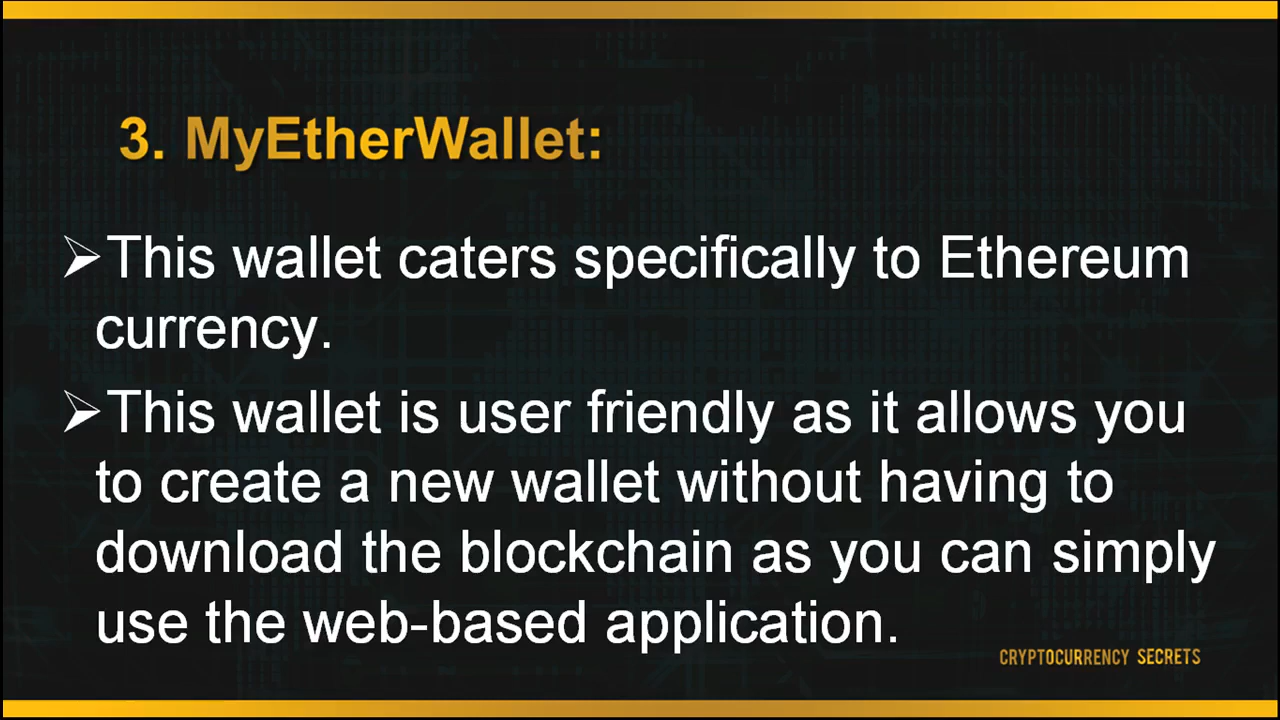 3. MyEtherWallet:
➢This wallet caters specifically to Ethereum
currency.
➢This wallet is user friendly as it allows you
to create a new wallet without having to
download the blockchain as you can simply
use the web-based application.
CRYPTOCURRENCY SECRETS